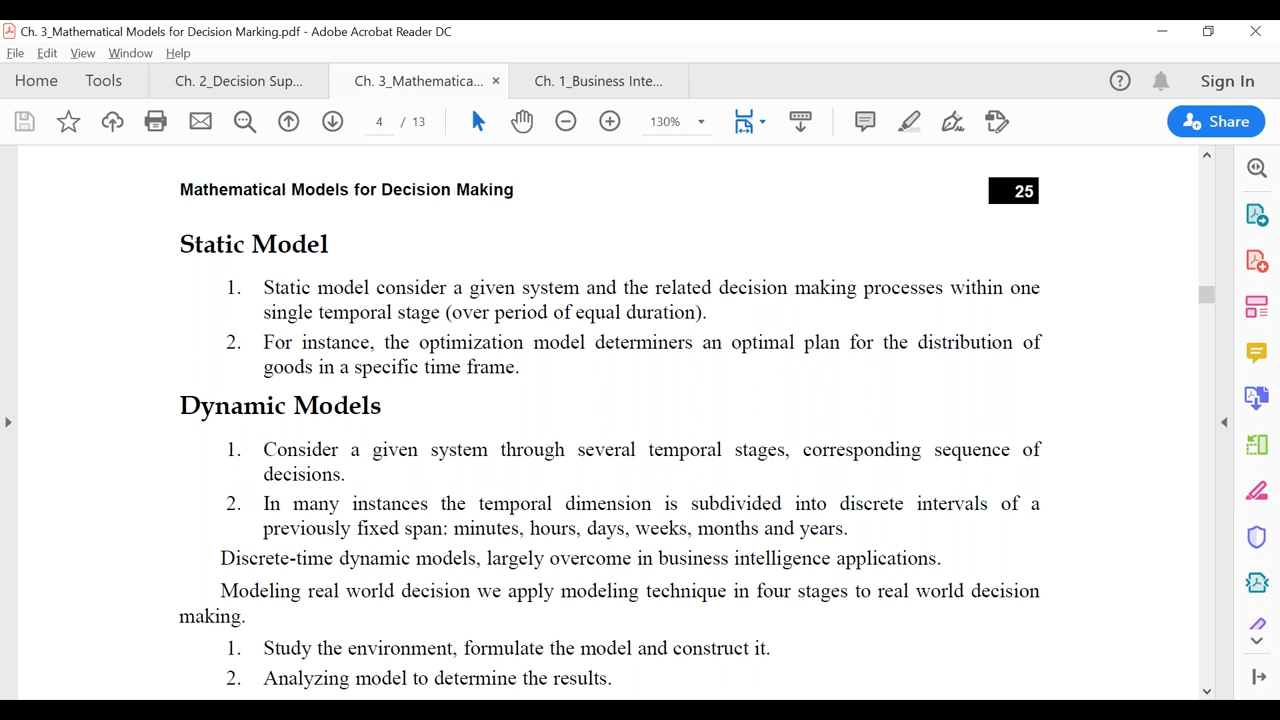 Ch. 3_Mathematical Models for Decision Marking.pdf - Adobe Acrobat Reader DC
File Edit View Window Help
Home Tools Ch. 2_Decision Sup... Ch. 3_Mathematica... × Ch. 1_Business Inte... Sign In
4 / 13 130% Share
Mathematical Models for Decision Making 25
Static Model
1. Static model consider a given system and the related decision making processes within one
single temporal stage (over period of equal duration).
2. For instance, the optimization model determiners an optimal plan for the distribution of
goods in a specific time frame.
Dynamic Models
1. Consider a given system through several temporal stages, corresponding sequence of
decisions.
2. In many instances the temporal dimension is subdivided into discrete intervals of a
previously fixed span: minutes, hours, days, weeks, months and years.
Discrete-time dynamic models, largely overcome in business intelligence applications.
Modeling real world decision we apply modeling technique in four stages to real world decision
making.
1. Study the environment, formulate the model and construct it.
2. Analyzing model to determine the results.